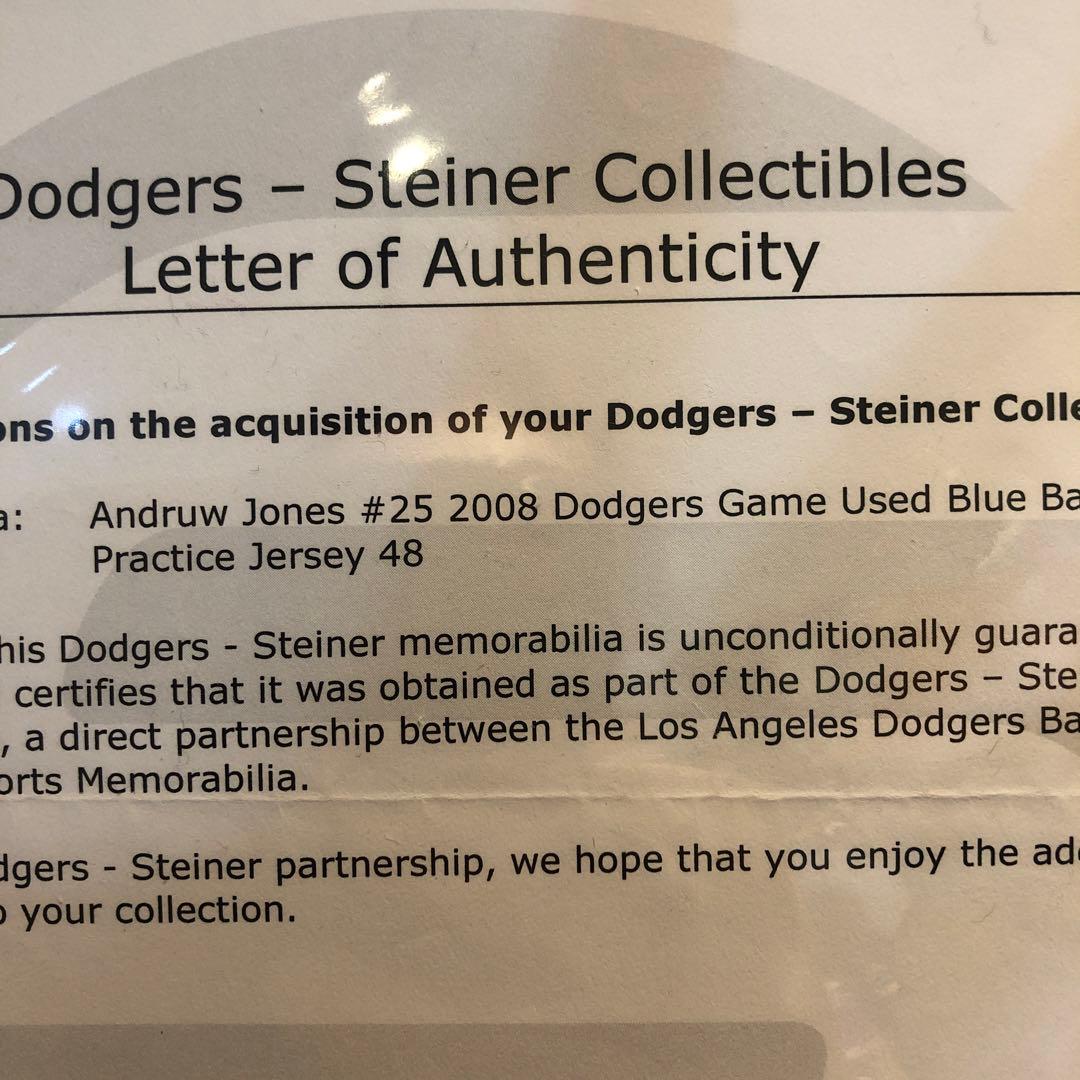 Dodgers – Steiner Collectibles
Letter of Authenticity
ons on the acquisition of your Dodgers – Steiner Colle
a: Andruw Jones #25 2008 Dodgers Game Used Blue Ba
Practice Jersey 48
his Dodgers - Steiner memorabilia is unconditionally guara
certifies that it was obtained as part of the Dodgers – Ste
, a direct partnership between the Los Angeles Dodgers Ba
orts Memorabilia.
dgers - Steiner partnership, we hope that you enjoy the ad
o your collection.